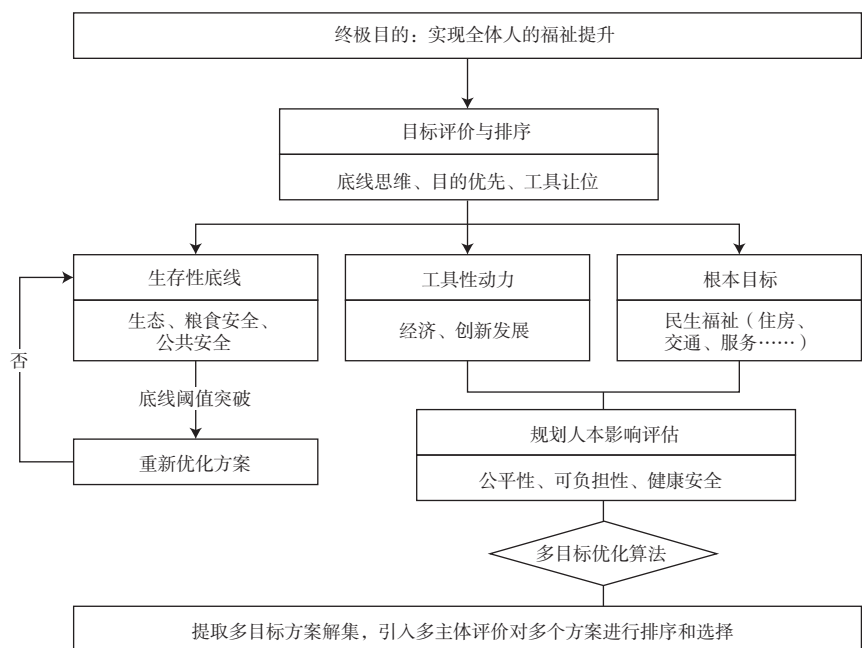 终极目的：实现全体人的福祉提升
目标评价与排序
底线思维、目的优先、工具让位
生存性底线
生态、粮食安全、
公共安全
工具性动力
经济、创新发展
根本目标
民生福祉（住房、
交通、服务……）
否
底线阈值突破
重新优化方案
规划人本影响评估
公平性、可负担性、健康安全
多目标优化算法
提取多目标方案解集，引入多主体评价对多个方案进行排序和选择